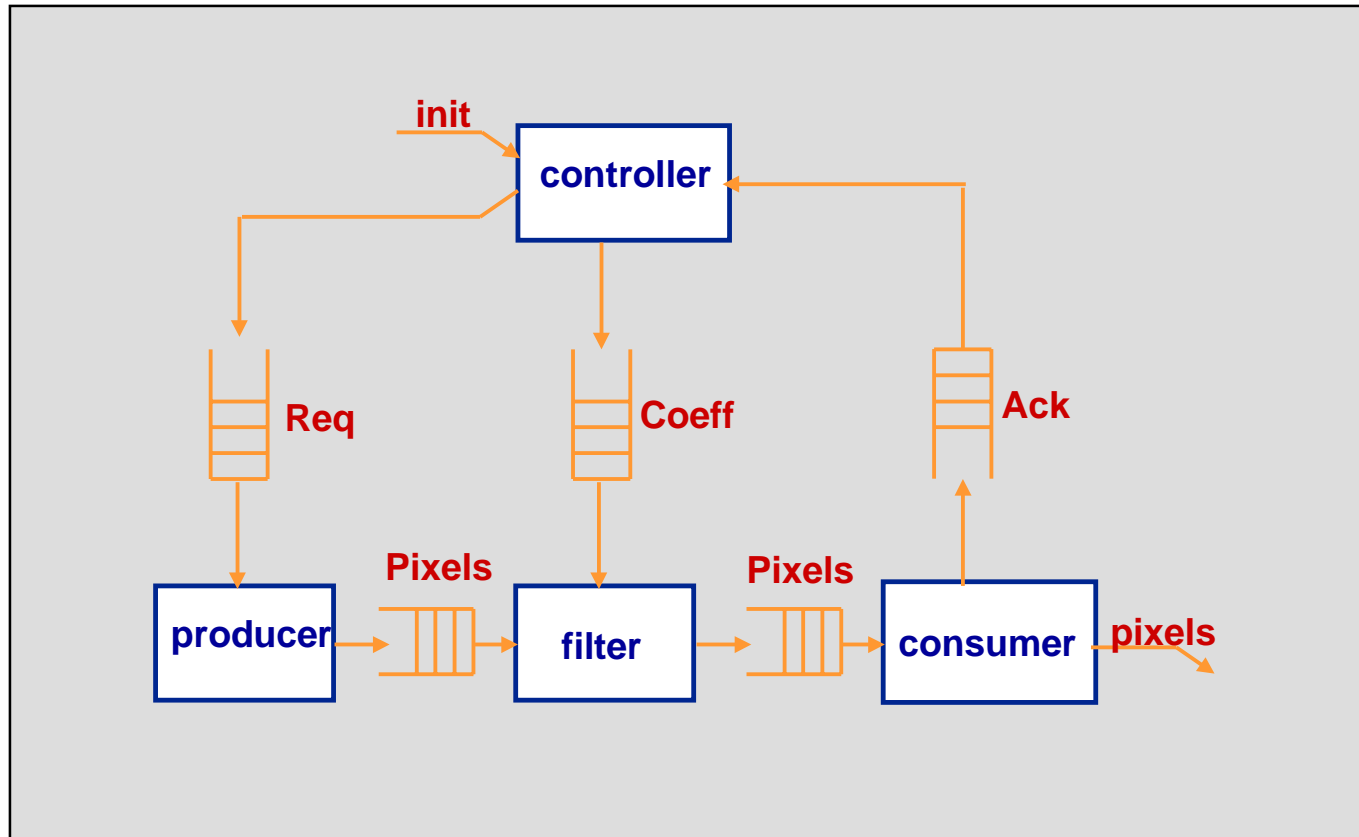 init
controller
Req
Coeff
Ack
Pixels
Pixels
producer
filter
consumer
pixels